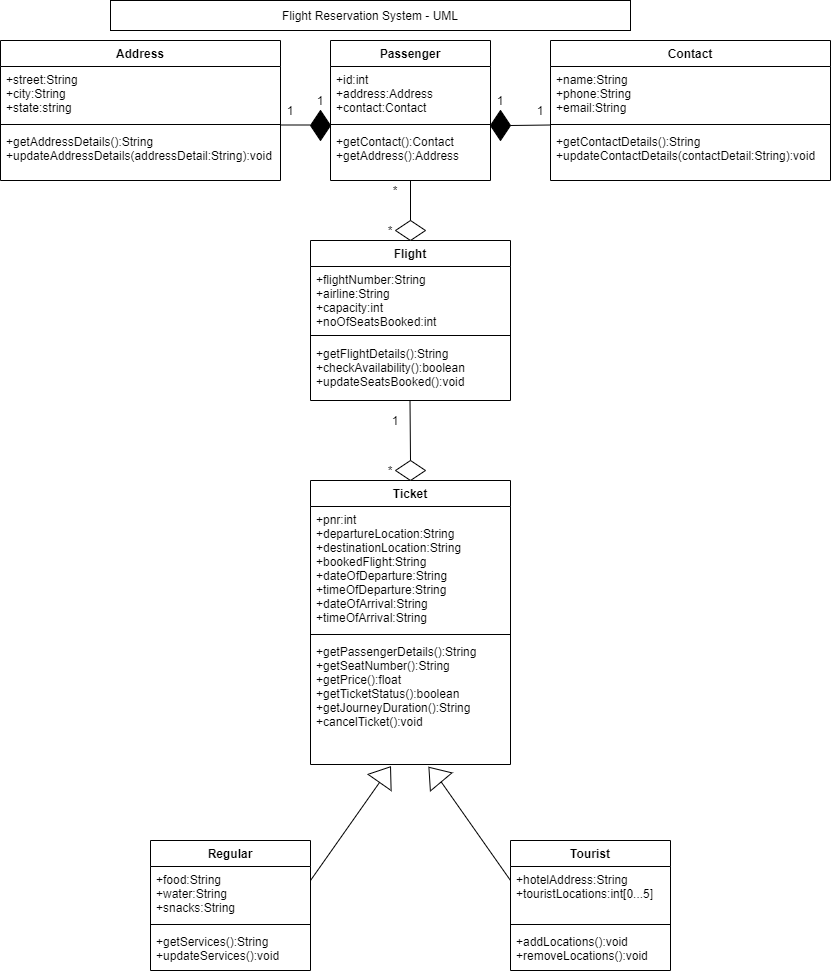 Flight Reservation System - UML
Address
+street:String
+city:String
+state:string
+getAddressDetails():String
+updateAddressDetails(addressDetail:String):void
1
1
Passenger
+id:int
+address:Address
+contact:Contact
+getContact():Contact
+getAddress():Address
1
1
Contact
+name:String
+phone:String
+email:String
+getContactDetails():String
+updateContactDetails(contactDetail:String):void
*
*
Flight
+flightNumber:String
+airline:String
+capacity:int
+noOfSeatsBooked:int
+getFlightDetails():String
+checkAvailability():boolean
+updateSeatsBooked():void
1
*
Ticket
+pnr:int
+departureLocation:String
+destinationLocation:String
+bookedFlight:String
+dateOfDeparture:String
+timeOfDeparture:String
+dateOfArrival:String
+timeOfArrival:String
+getPassengerDetails():String
+getSeatNumber():String
+getPrice():float
+getTicketStatus():boolean
+getJourneyDuration():String
+cancelTicket():void
Regular
+food:String
+water:String
+snacks:String
+getServices():String
+updateServices():void
Tourist
+hotelAddress:String
+touristLocations:int[0...5]
+addLocations():void
+removeLocations():void